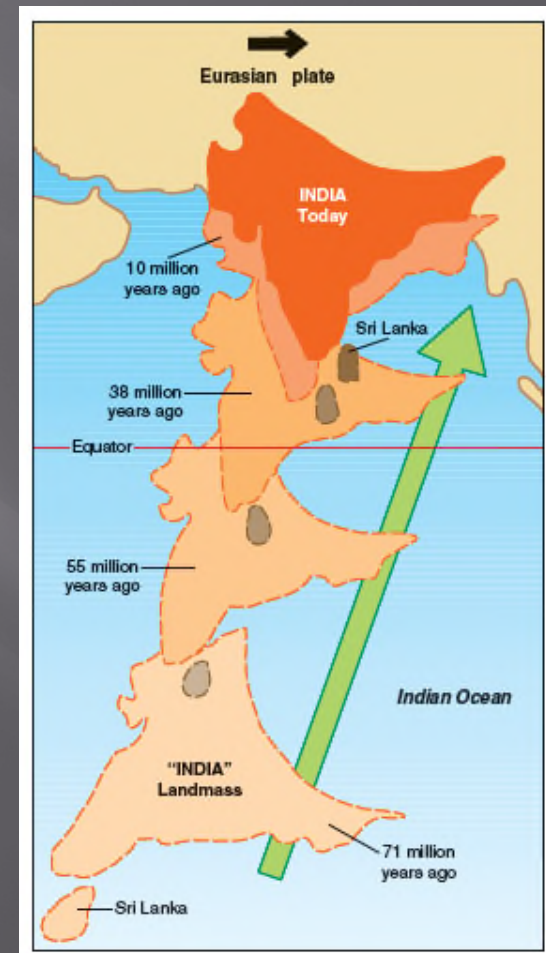 Eurasian plate
INDIA
Today
10 million
years ago
Sri Lanka
38 million
years ago
Equator
55 million
years ago
Indian Ocean
"INDIA"
Landmass
71 million
years ago
Sri Lanka